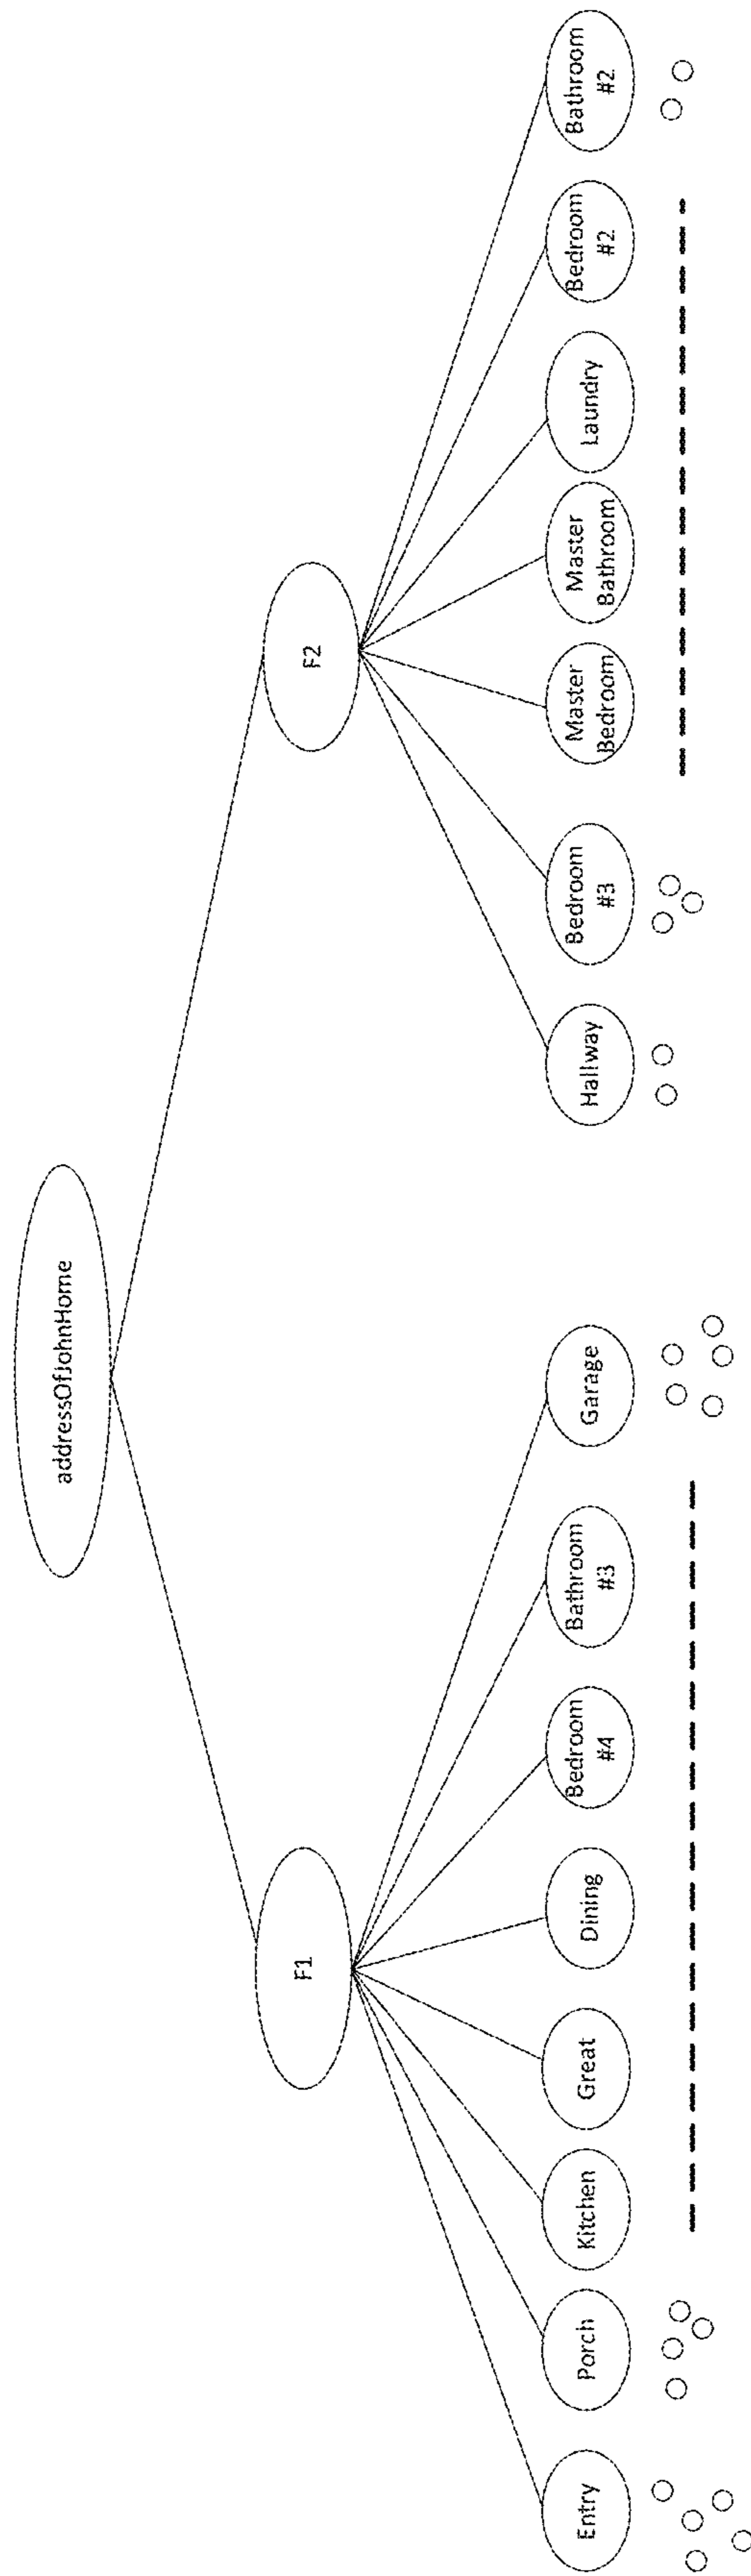 addressOfJohnHome
F1
F2
Entry
Porch
Kitchen
Great
Dining
Bedroom
#4
Bathroom
#3
Garage
Hallway
Bedroom
#3
Master
Bedroom
Master
Bathroom
Laundry
Bedroom
#2
Bathroom
#2